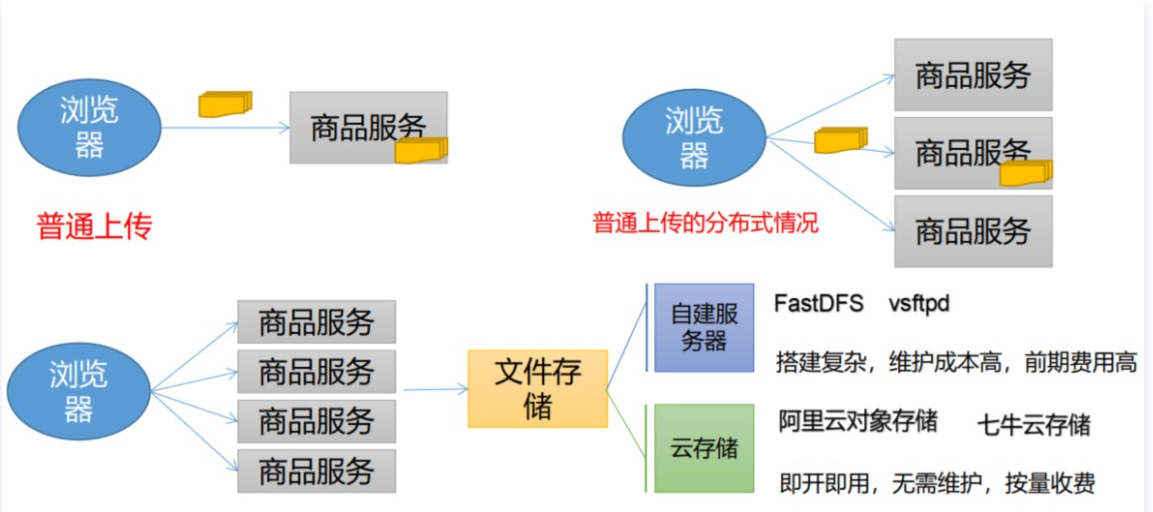 浏览
器
商品服务
普通上传
浏览
器
商品服务
商品服务
商品服务
普通上传的分布式情况
浏览
器
商品服务
商品服务
商品服务
商品服务
文件存
储
自建服
务器
FastDFS vsftpd
搭建复杂，维护成本高，前期费用高
云存储
阿里云对象存储 七牛云存储
即开即用，无需维护，按量收费